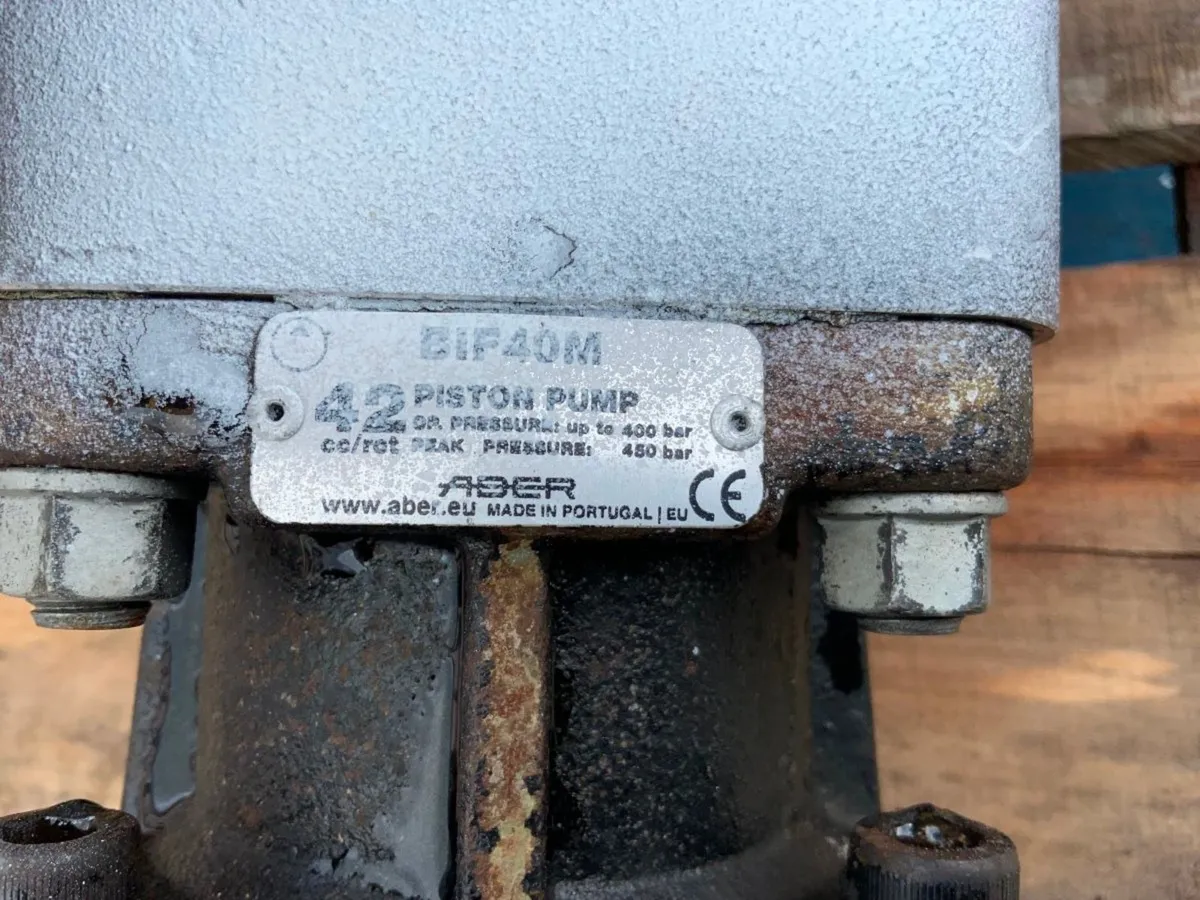 BIF40M
42 PISTON PUMP
OP. PRESSURE: up to 400 bar
cc/rot PEAK PRESSURE: 450 bar
ABER
www.aber.eu MADE IN PORTUGAL | EU CE